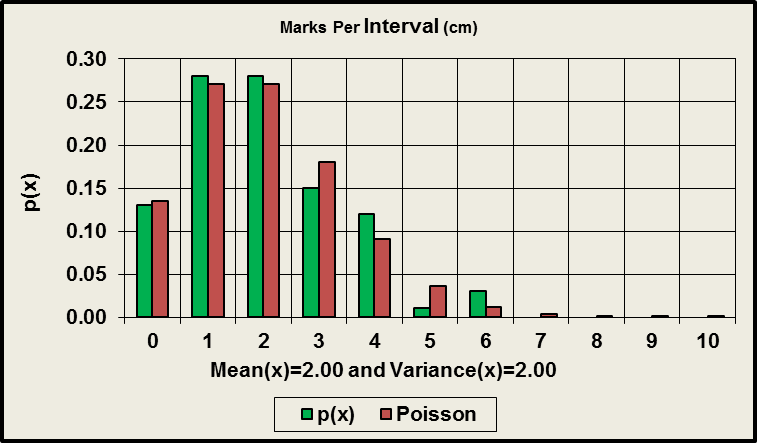 Marks Per Interval (cm)
0.30
0.25
0.20
0.15
0.10
0.05
0.00
p(x)
0 1 2 3 4 5 6 7 8 9 10
Mean(x)=2.00 and Variance(x)=2.00
p(x) Poisson